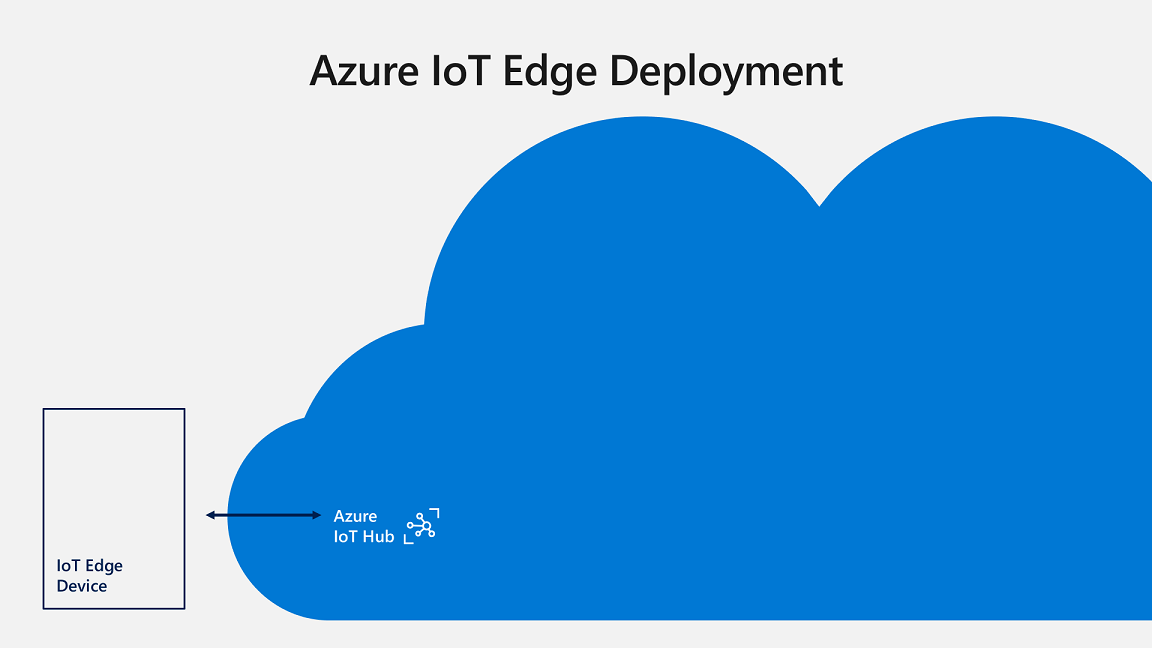 Azure IoT Edge Deployment
Azure
IoT Hub
IoT Edge
Device